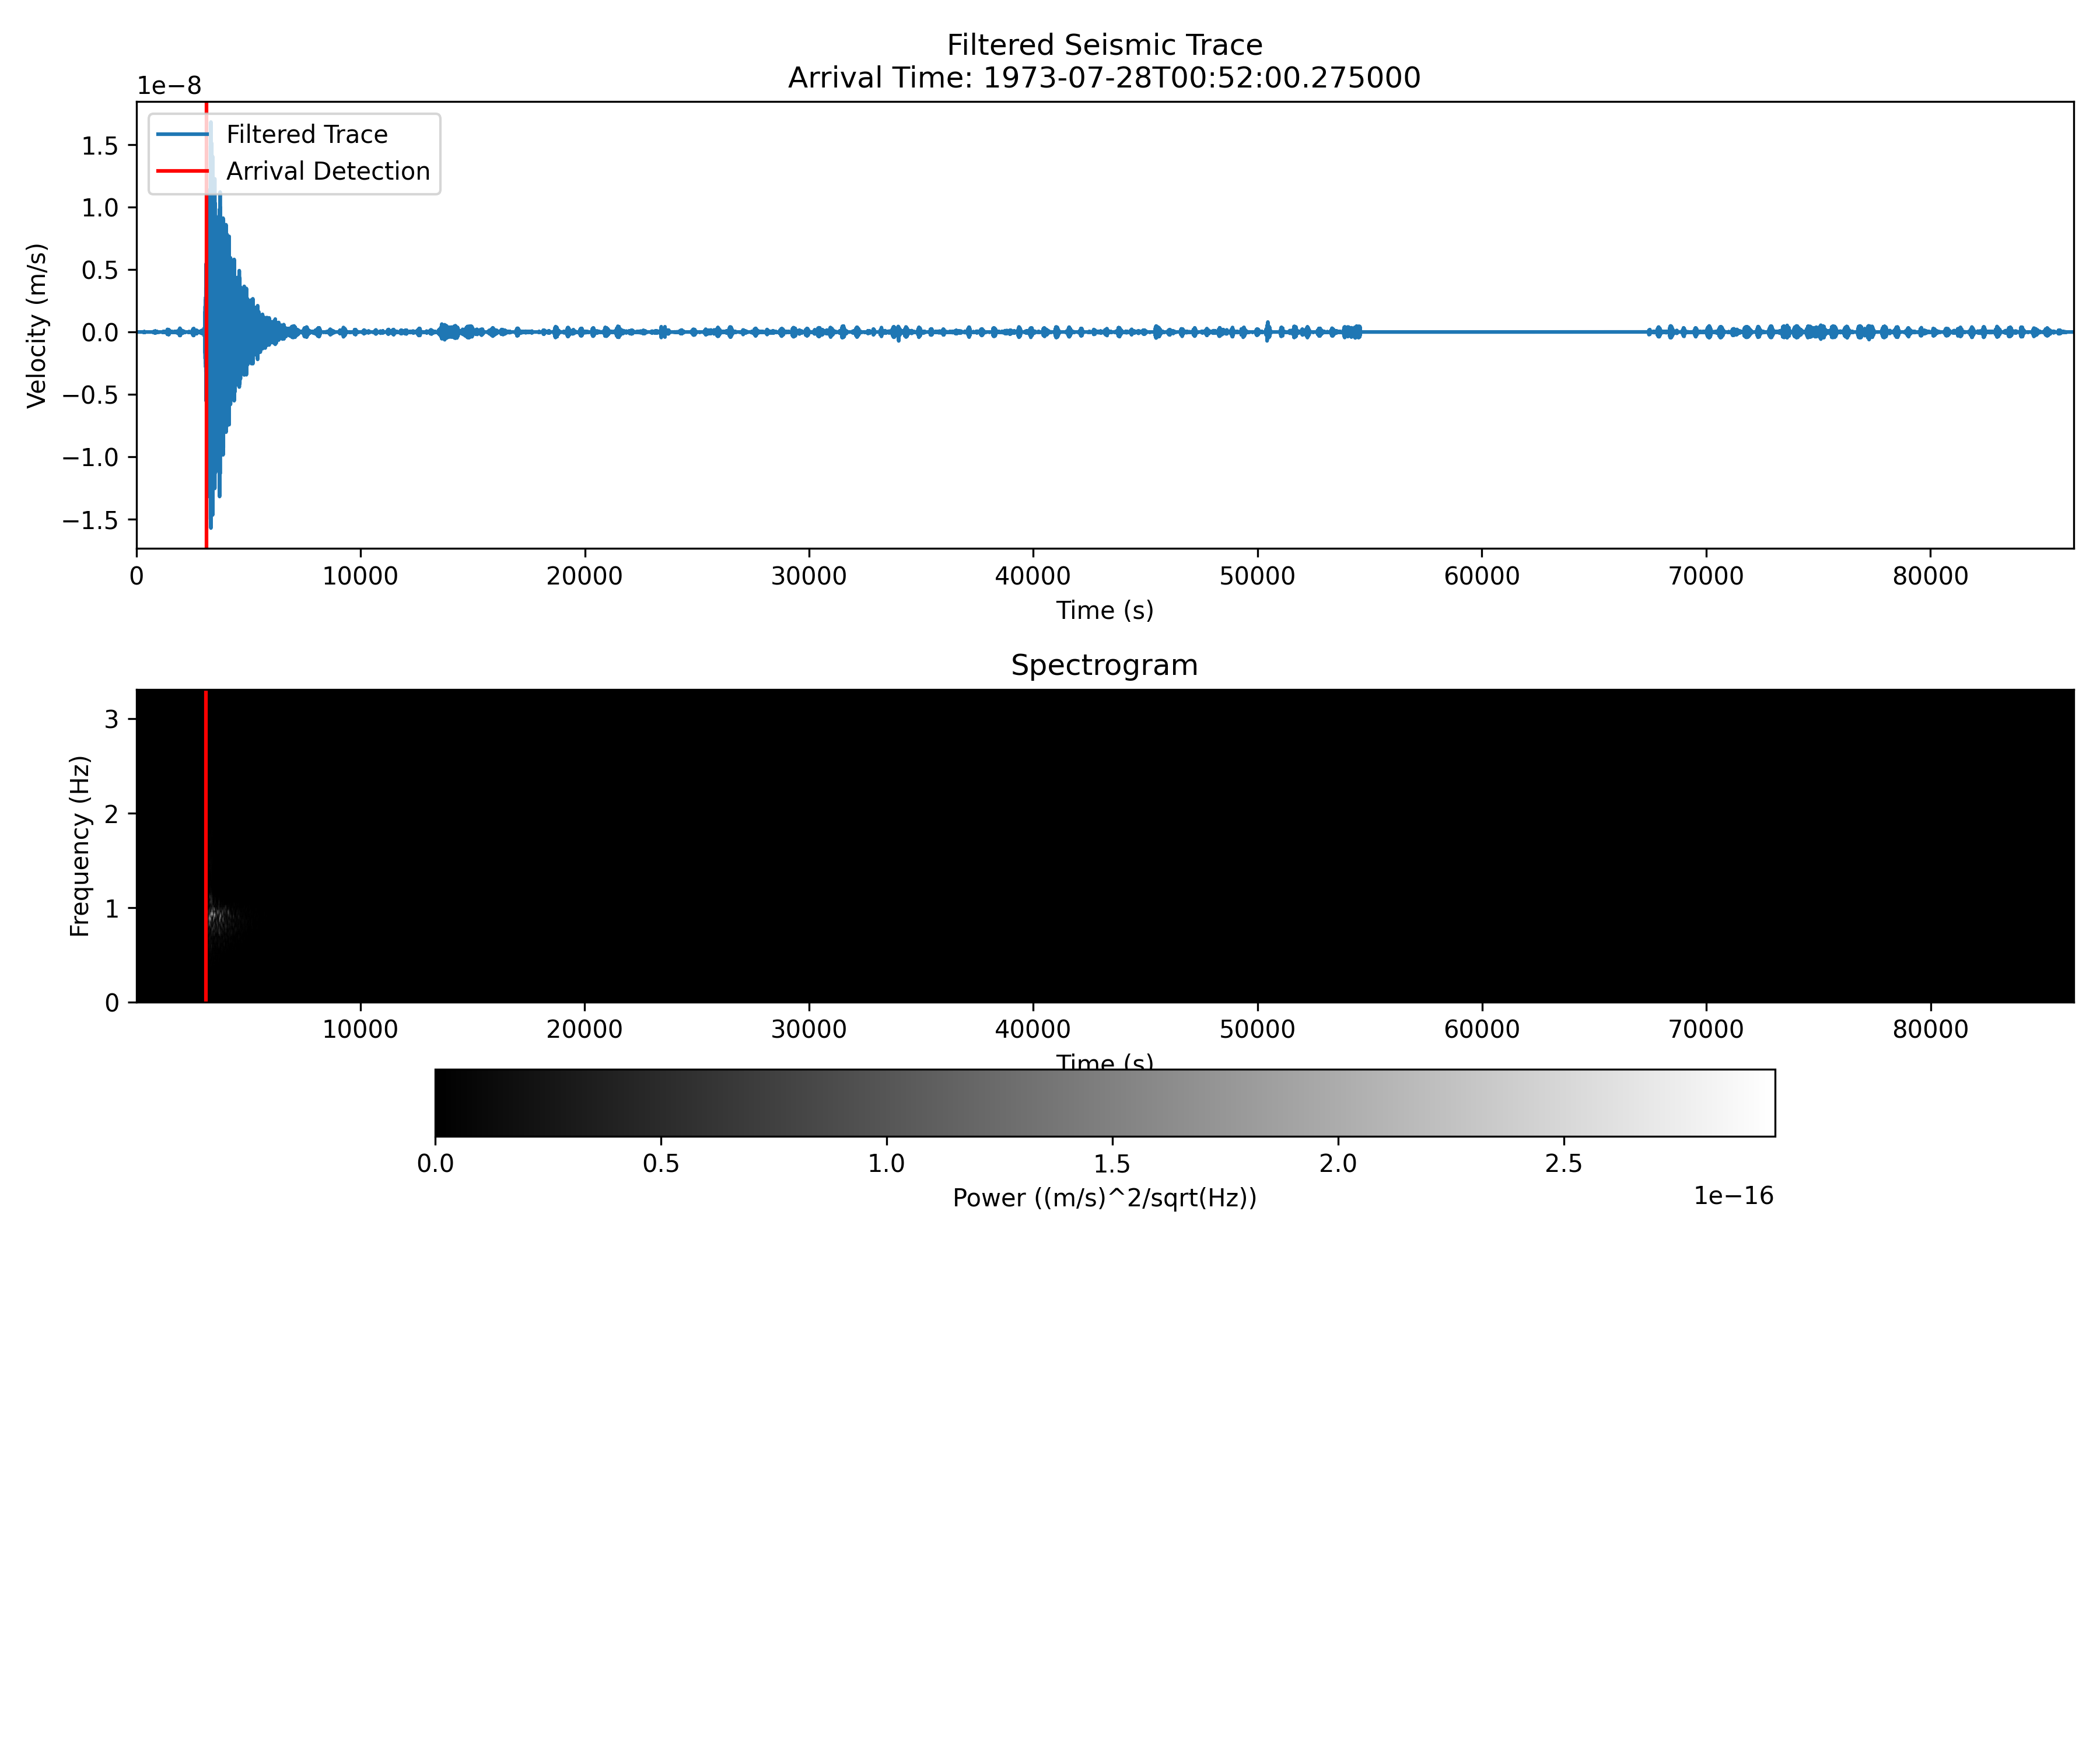 Filtered Seismic Trace
Arrival Time: 1973-07-28T00:52:00.275000
1e−8
Filtered Trace
Arrival Detection
Velocity (m/s)
1.5
1.0
0.5
0.0
−0.5
−1.0
−1.5
0 10000 20000 30000 40000 50000 60000 70000 80000
Time (s)
Spectrogram
Frequency (Hz)
3
2
1
0
10000 20000 30000 40000 50000 60000 70000 80000
Time (s)
0.0 0.5 1.0 1.5 2.0 2.5
1e−16
Power ((m/s)^2/sqrt(Hz))